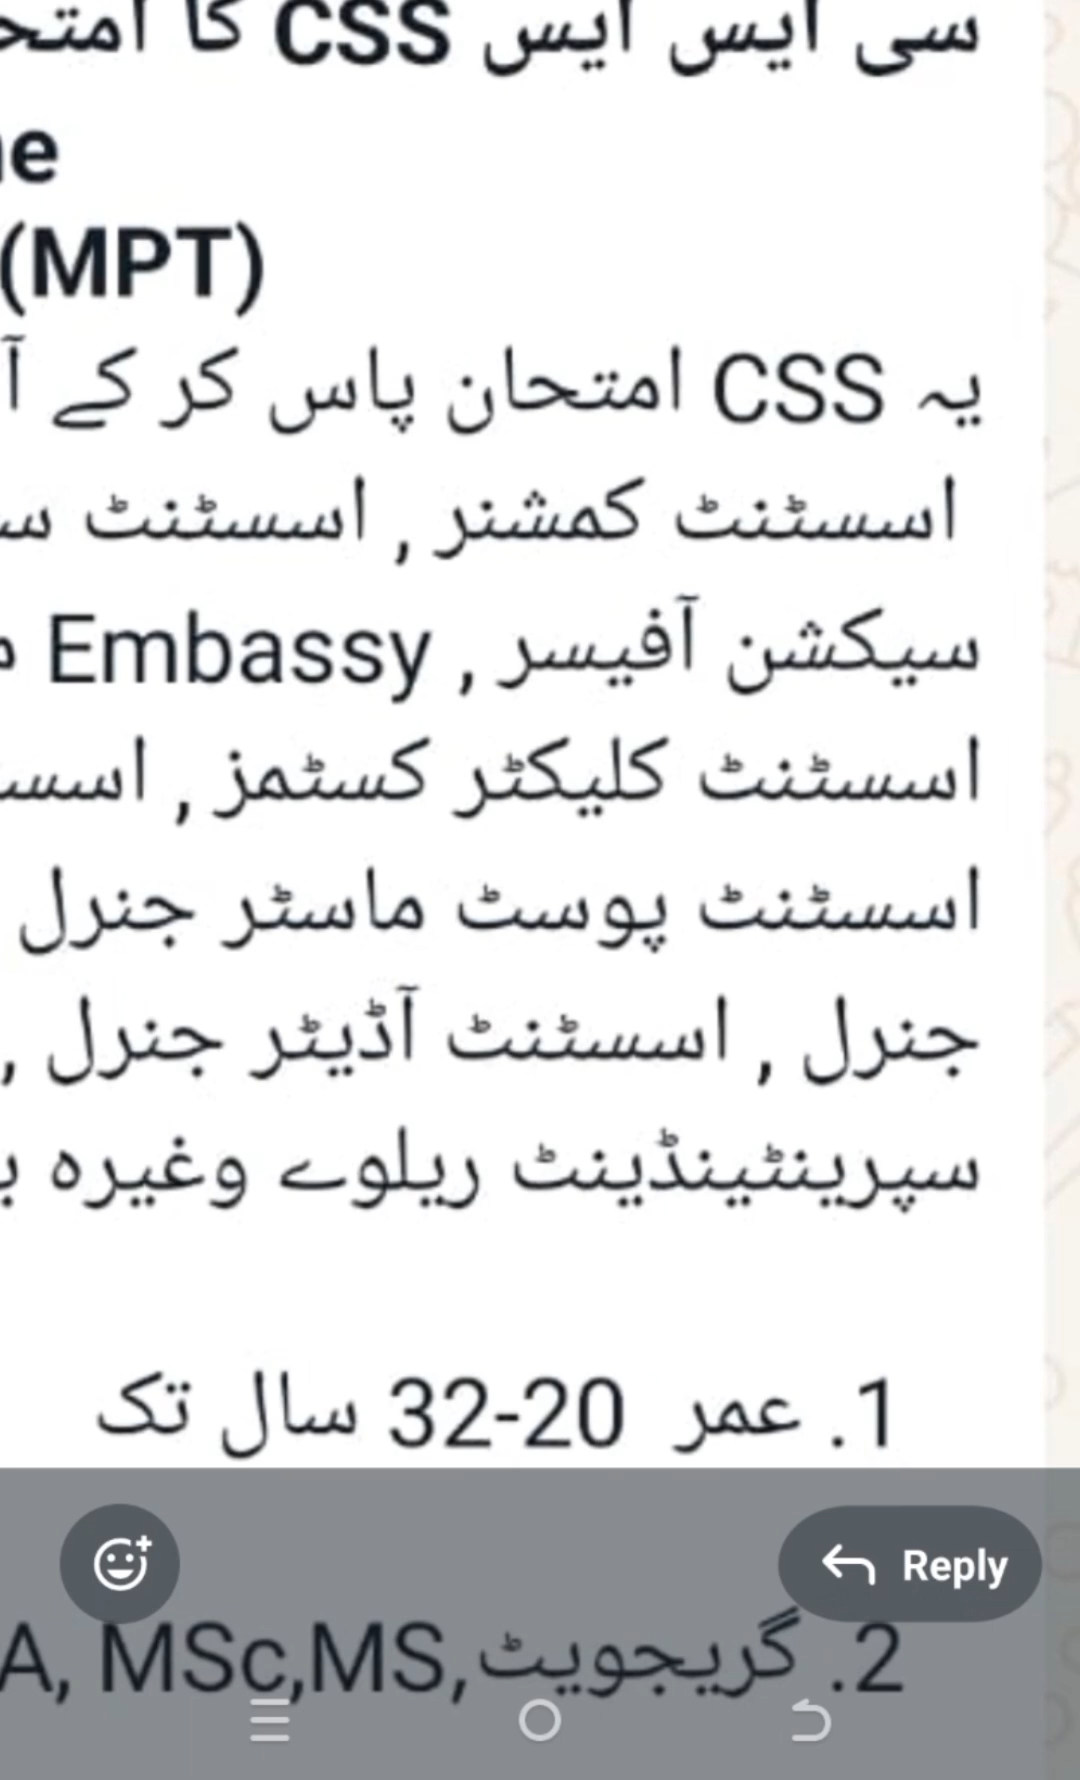 سی ایس ایس CSS کا
(MPT)
یہ CSS امتحان پاس کر کے
اسسٹنٹ کمشنر , اسسٹنٹ
سیکشن آفیسر , Embassy
اسسٹنٹ کلیکٹر کسٹمز ,
اسسٹنٹ پوسٹ ماسٹر جنرل
جنرل , اسسٹنٹ آڈیٹر جنرل ,
سپرینٹینڈینٹ ریلوے وغیرہ
1. عمر 20-32 سال تک
Reply
2. گریجویٹ,MSc,MS